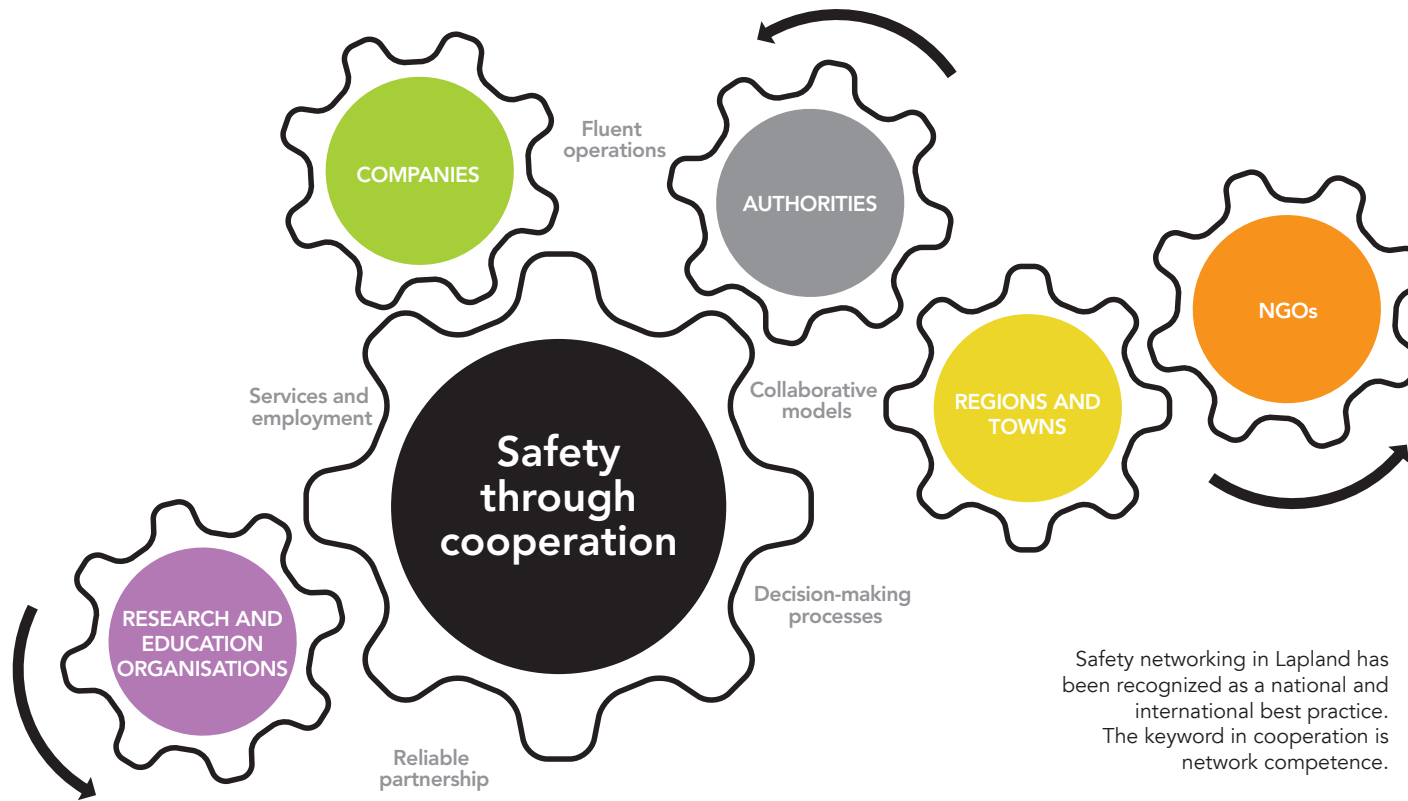 COMPANIES
Fluent
operations
AUTHORITIES
NGOs
Services and
employment
Collaborative
models
REGIONS AND
TOWNS
Safety
through
cooperation
RESEARCH AND
EDUCATION
ORGANISATIONS
Decision-making
processes
Reliable
partnership
Safety networking in Lapland has
been recognized as a national and
international best practice.
The keyword in cooperation is
network competence.